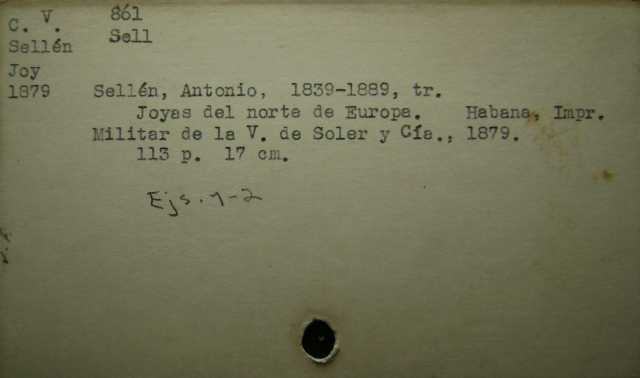 C. V. 861
Sellén Sell
Joy
1879 Sellén, Antonio, 1839-1889, tr.
Joyas del norte de Europa. Habana, Impr.
Militar de la V. de Soler y Cía., 1879.
113 p. 17 cm.
Ejs. 1-2